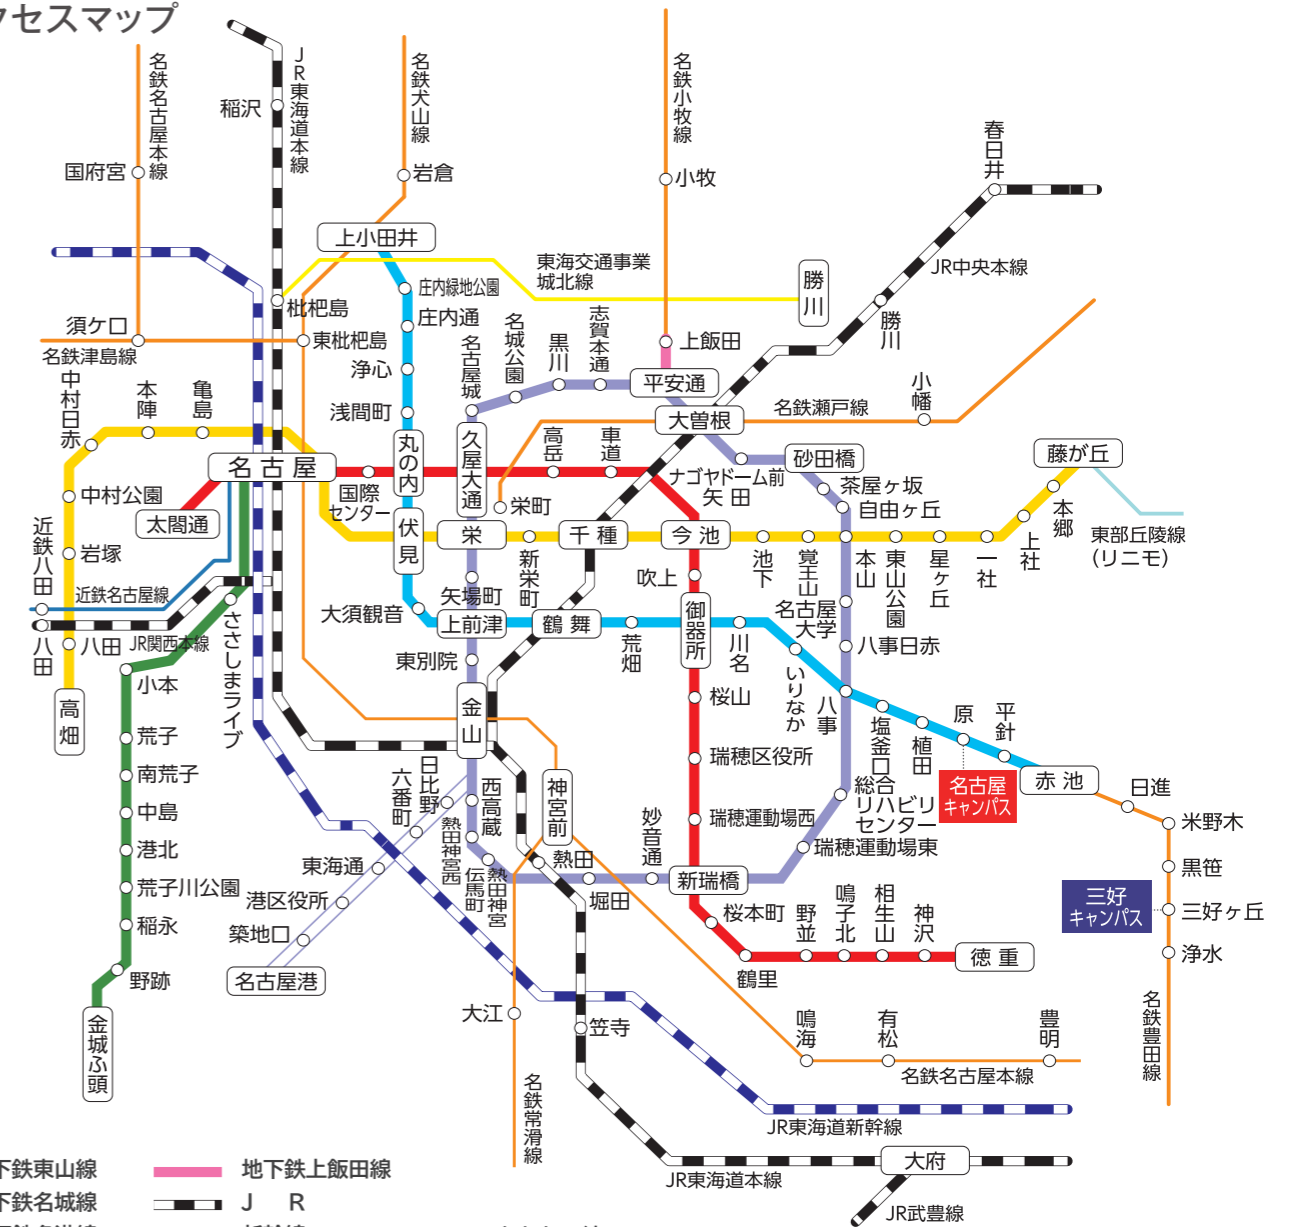 クセスマップ
名鉄名古屋本線
JR東海道本線
名鉄犬山線
名鉄小牧線
稲沢
国府宮
岩倉
小牧
春日井
上小田井
東海交通事業
城北線
勝川
JR中央本線
庄内緑地公園
枇杷島
庄内通
須ケ口
東枇杷島
名鉄津島線
志賀本通
名城公園
黒川
名古屋城
上飯田
勝川
浄心
平安通
小幡
中村日赤
本陣
亀島
浅間町
大曽根
名鉄瀬戸線
丸の内
久屋大通
高岳
車道
名古屋
ナゴヤドーム前
矢田
砂田橋
藤が丘
茶屋ヶ坂
自由ヶ丘
中村公園
国際
センター
栄町
本郷
太閤通
伏見
栄
新栄町
千種
今池
池下
覚王山
本山
東山公園
星ヶ丘
一社
上社
東部丘陵線
(リニモ)
近鉄八田
岩塚
近鉄名古屋線
吹上
矢場町
大須観音
上前津
鶴舞
荒畑
御器所
川名
名古屋
大学
八事日赤
八田
八田
JR関西本線
ささしまライブ
東別院
いりなか
八事
小本
高畑
金山
桜山
塩釜口
植田
原
平針
荒子
瑞穂区役所
南荒子
日比野
六番町
西高蔵
神宮前
総合
リハビリ
センター
名古屋
キャンパス
赤池
日進
中島
熱田神宮西
妙音通
瑞穂運動場西
米野木
港北
東海通
伝馬町
熱田神宮
熱田
瑞穂運動場東
黒笹
荒子川公園
港区役所
堀田
新瑞橋
三好
キャンパス
三好ヶ丘
稲永
築地口
桜本町
野並
鳴子北
相生山
神沢
浄水
野跡
名古屋港
鶴里
徳重
金城ふ頭
大江
笠寺
鳴海
有松
豊明
名鉄豊田線
名鉄名古屋本線
名鉄常滑線
JR東海道新幹線
下鉄東山線
地下鉄上飯田線
JR東海道本線
大府
下鉄名城線
J R
JR武豊線